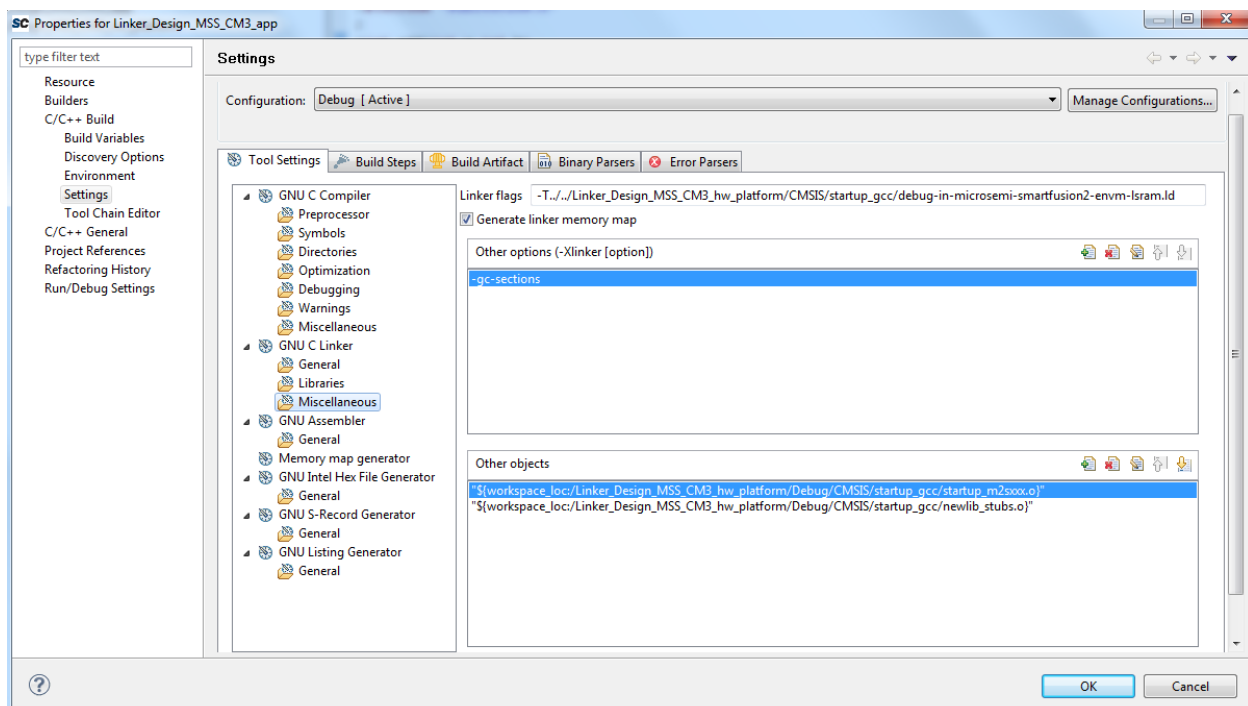 SC Properties for Linker_Design_MSS_CM3_app
type filter text
Resource
Builders
C/C++ Build
Build Variables
Discovery Options
Environment
Settings
Tool Chain Editor
C/C++ General
Project References
Refactoring History
Run/Debug Settings
Settings
Configuration: Debug [ Active ]
Manage Configurations...
Tool Settings Build Steps Build Artifact Binary Parsers Error Parsers
GNU C Compiler
Preprocessor
Symbols
Directories
Optimization
Debugging
Warnings
Miscellaneous
GNU C Linker
General
Libraries
Miscellaneous
GNU Assembler
General
Memory map generator
GNU Intel Hex File Generator
General
GNU S-Record Generator
General
GNU Listing Generator
General
Linker flags -T../../Linker_Design_MSS_CM3_hw_platform/CMSIS/startup_gcc/debug-in-microsemi-smartfusion2-envm-lsram.ld
Generate linker memory map
Other options (-Xlinker [option])
-gc-sections
Other objects
"${workspace_loc:/Linker_Design_MSS_CM3_hw_platform/Debug/CMSIS/startup_gcc/startup_m2sxxx.o}"
"${workspace_loc:/Linker_Design_MSS_CM3_hw_platform/Debug/CMSIS/startup_gcc/newlib_stubs.o}"
OK Cancel